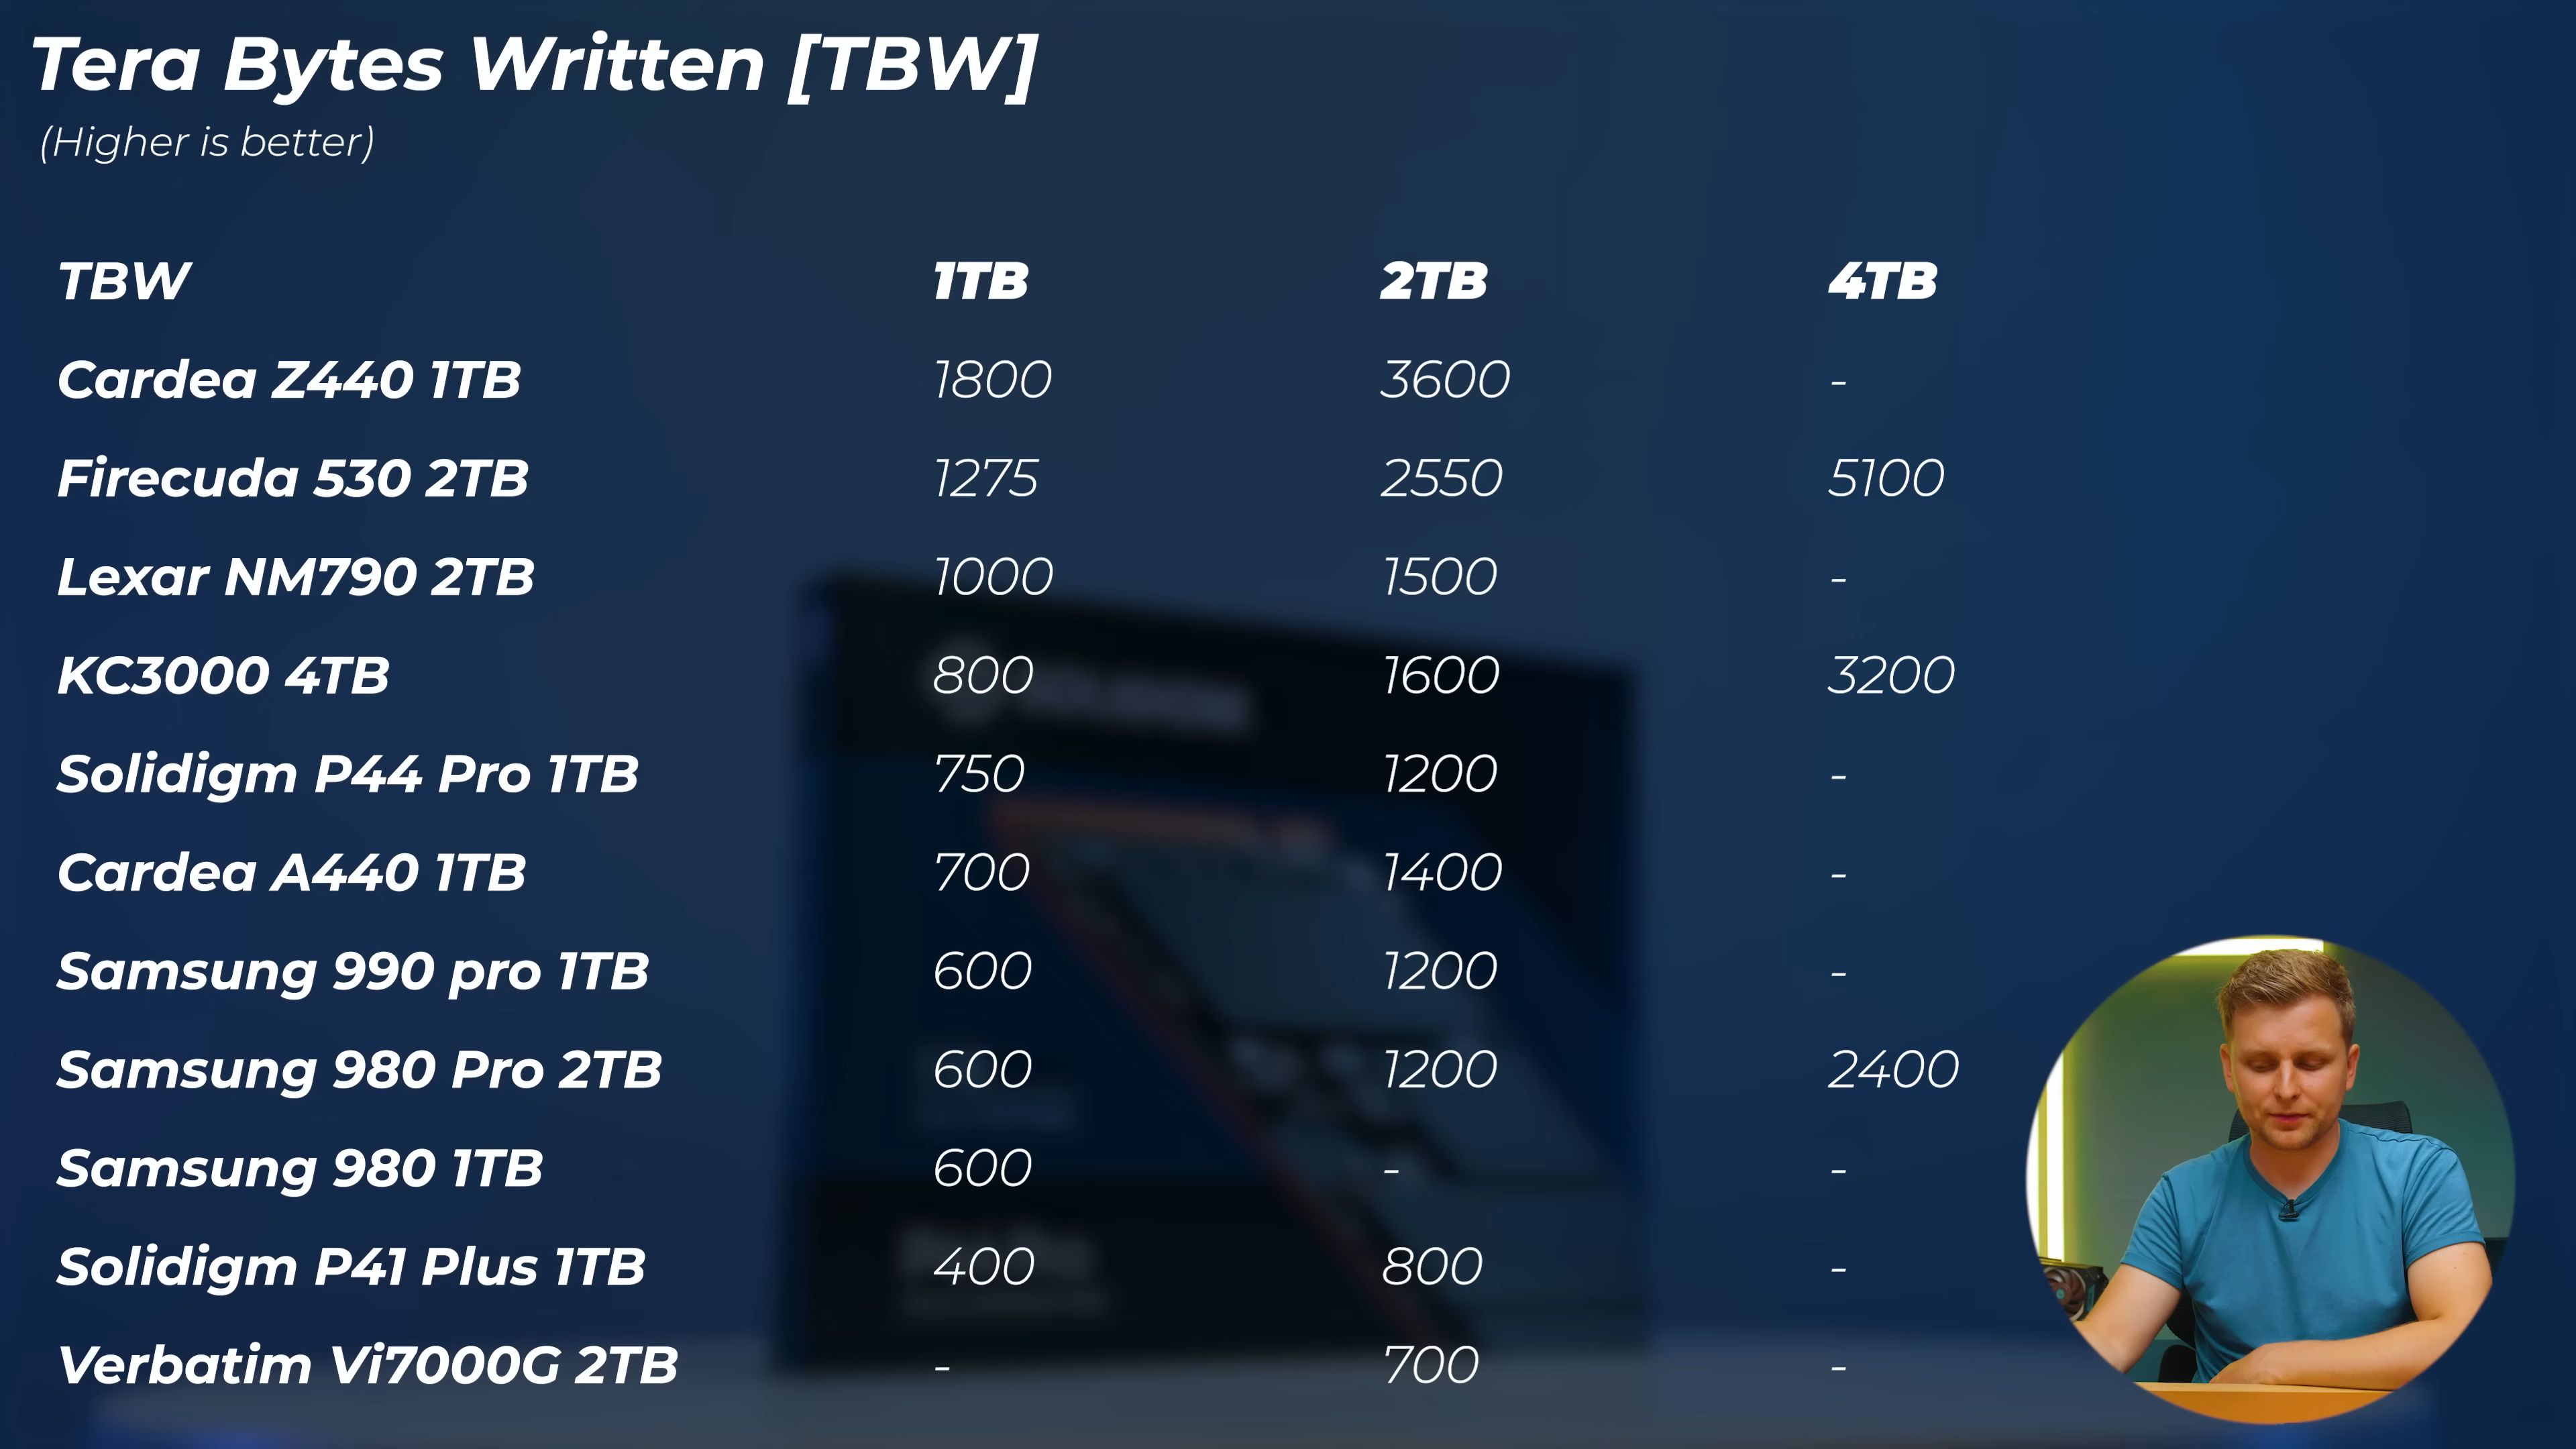 Tera Bytes Written [TBW]
(Higher is better)
TBW 1TB 2TB 4TB
Cardea Z440 1TB 1800 3600 -
Firecuda 530 2TB 1275 2550 5100
Lexar NM790 2TB 1000 1500 -
KC3000 4TB 800 1600 3200
Solidigm P44 Pro 1TB 750 1200 -
Cardea A440 1TB 700 1400 -
Samsung 990 pro 1TB 600 1200 -
Samsung 980 Pro 2TB 600 1200 2400
Samsung 980 1TB 600 - -
Solidigm P41 Plus 1TB 400 800 -
Verbatim Vi7000G 2TB - 700 -